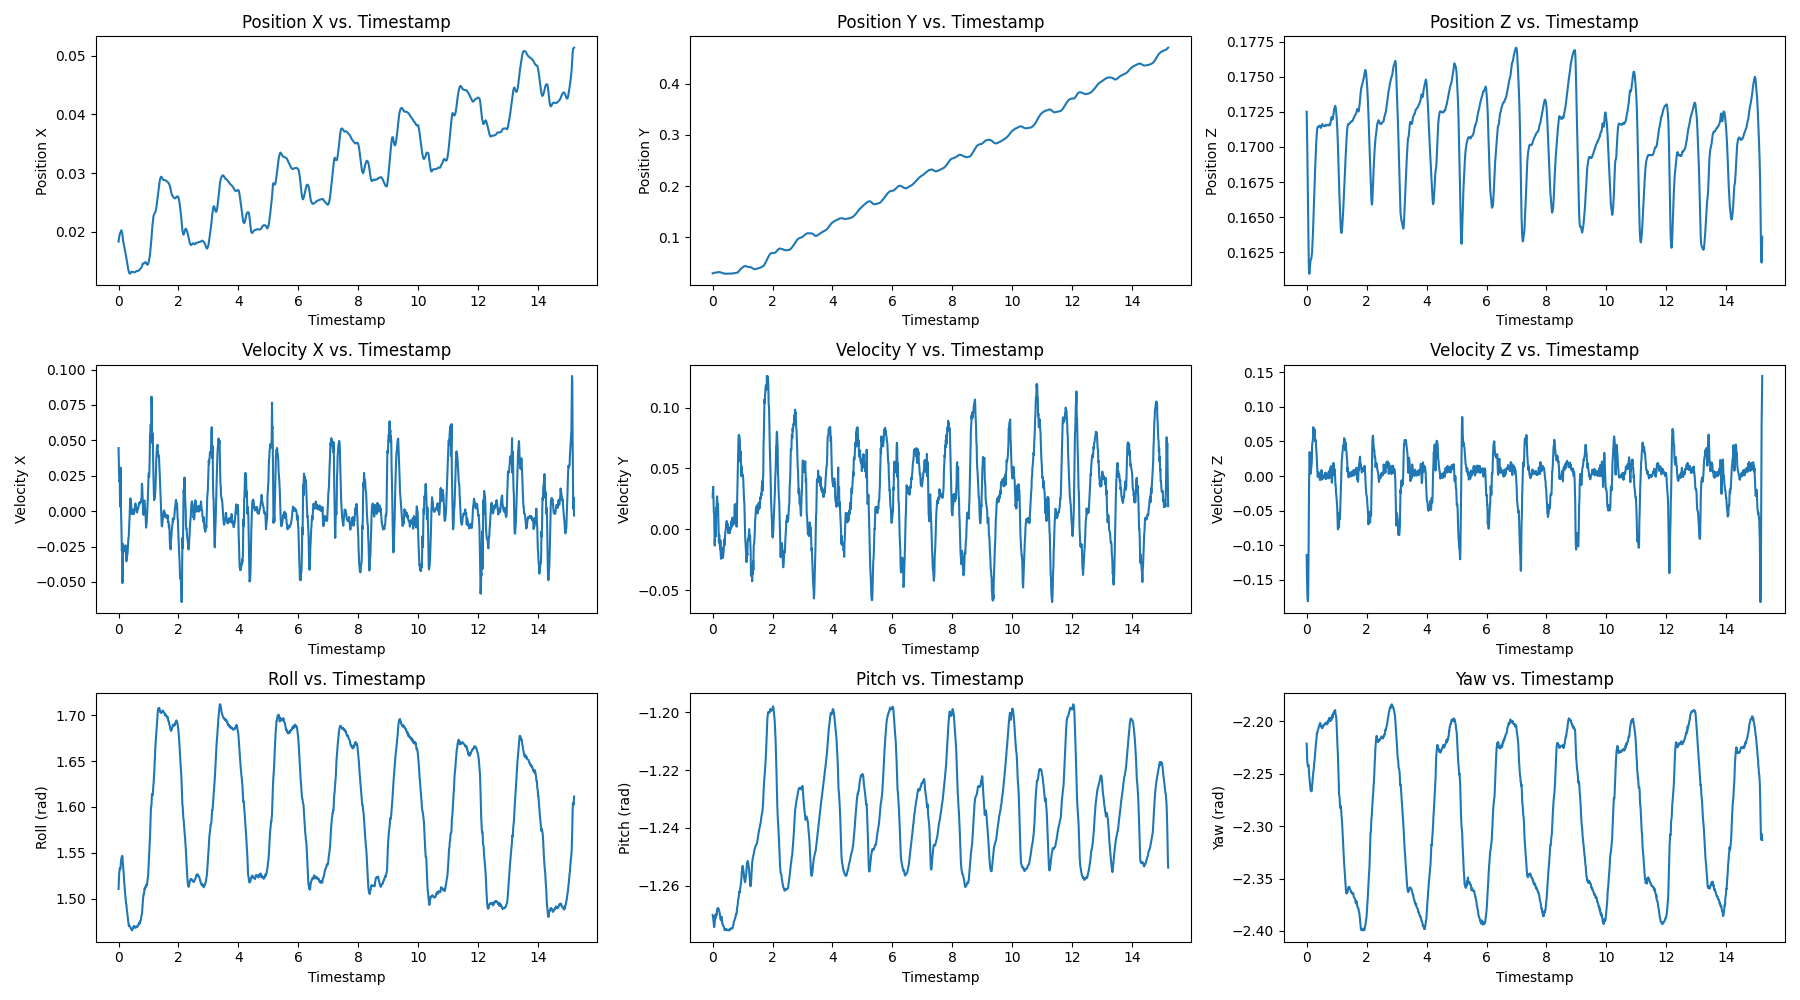 Position X vs. Timestamp
Position X
0.05
0.04
0.03
0.02
0 2 4 6 8 10 12 14
Timestamp
Position Y vs. Timestamp
Position Y
0.4
0.3
0.2
0.1
0 2 4 6 8 10 12 14
Timestamp
Position Z vs. Timestamp
Position Z
0.1775
0.1750
0.1725
0.1700
0.1675
0.1650
0.1625
0 2 4 6 8 10 12 14
Timestamp
Velocity X vs. Timestamp
Velocity X
0.100
0.075
0.050
0.025
0.000
−0.025
−0.050
0 2 4 6 8 10 12 14
Timestamp
Velocity Y vs. Timestamp
Velocity Y
0.10
0.05
0.00
−0.05
0 2 4 6 8 10 12 14
Timestamp
Velocity Z vs. Timestamp
Velocity Z
0.15
0.10
0.05
0.00
−0.05
−0.10
−0.15
0 2 4 6 8 10 12 14
Timestamp
Roll vs. Timestamp
Roll (rad)
1.70
1.65
1.60
1.55
1.50
0 2 4 6 8 10 12 14
Timestamp
Pitch vs. Timestamp
Pitch (rad)
−1.20
−1.22
−1.24
−1.26
0 2 4 6 8 10 12 14
Timestamp
Yaw vs. Timestamp
Yaw (rad)
−2.20
−2.25
−2.30
−2.35
−2.40
0 2 4 6 8 10 12 14
Timestamp